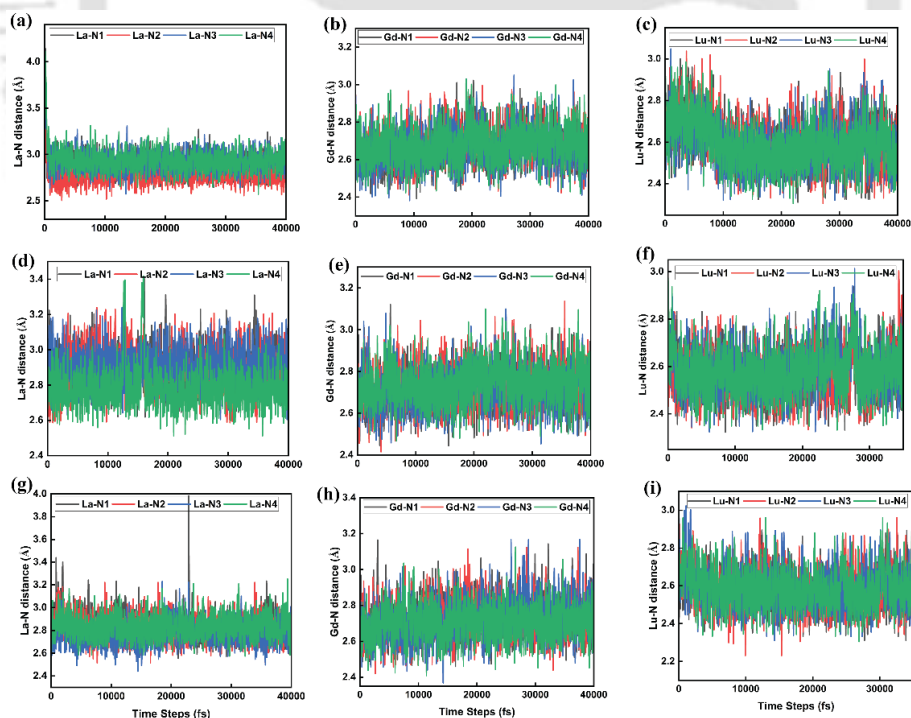 (a)
La-N1 La-N2 La-N3 La-N4
La-N distance (Å)
4.0
3.5
3.0
2.5
0 10000 20000 30000 40000
(b)
Gd-N1 Gd-N2 Gd-N3 Gd-N4
Gd-N distance (Å)
3.2
3.0
2.8
2.6
2.4
0 10000 20000 30000 40000
(c)
Lu-N1 Lu-N2 Lu-N3 Lu-N4
Lu-N distance (Å)
3.0
2.8
2.6
2.4
0 10000 20000 30000 40000
(d)
La-N1 La-N2 La-N3 La-N4
La-N distance (Å)
3.4
3.2
3.0
2.8
2.6
2.4
0 10000 20000 30000 40000
(e)
Gd-N1 Gd-N2 Gd-N3 Gd-N4
Gd-N distance (Å)
3.2
3.0
2.8
2.6
2.4
0 10000 20000 30000 40000
(f)
Lu-N1 Lu-N2 Lu-N3 Lu-N4
Lu-N distance (Å)
3.0
2.8
2.6
2.4
0 10000 20000 30000
(g)
La-N1 La-N2 La-N3 La-N4
La-N distance (Å)
4.0
3.8
3.6
3.4
3.2
3.0
2.8
2.6
2.4
0 10000 20000 30000 40000
Time Steps (fs)
(h)
Gd-N1 Gd-N2 Gd-N3 Gd-N4
Gd-N distance (Å)
3.4
3.2
3.0
2.8
2.6
2.4
0 10000 20000 30000 40000
Time Steps (fs)
(i)
Lu-N1 Lu-N2 Lu-N3 Lu-N4
Lu-N distance (Å)
3.0
2.8
2.6
2.4
2.2
0 10000 20000 30000
Time Steps (fs)